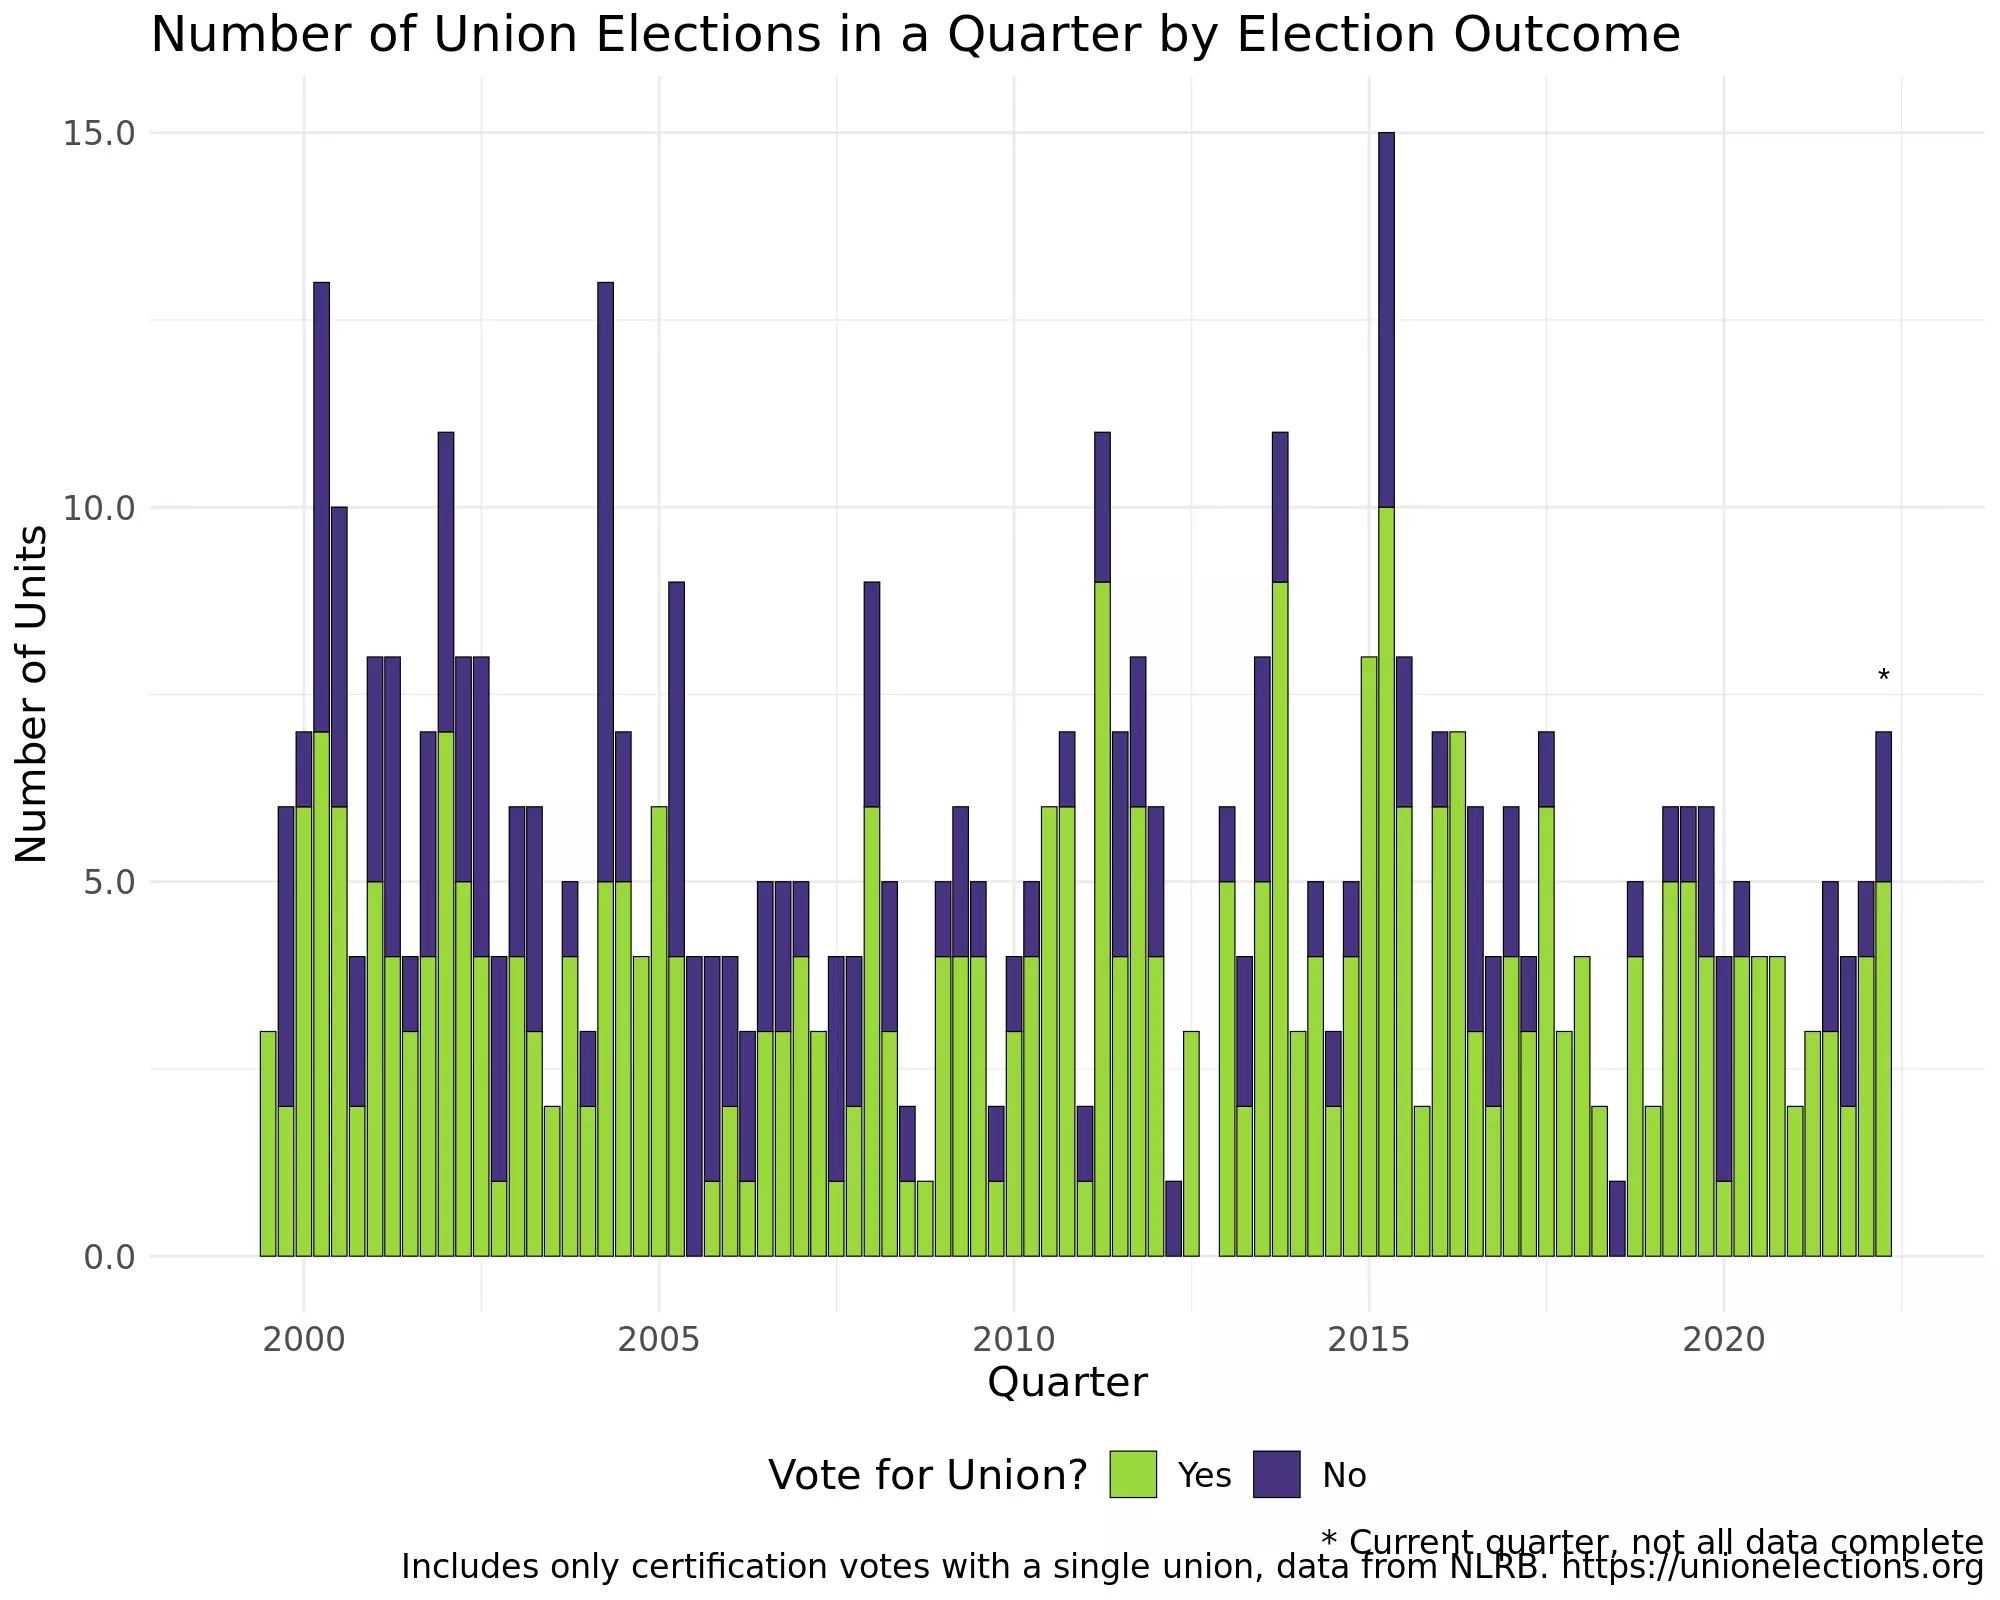 Number of Union Elections in a Quarter by Election Outcome
Number of Units
15.0
10.0
5.0
0.0
*
2000 2005 2010 2015 2020
Quarter
Vote for Union? Yes No
* Current quarter, not all data complete
Includes only certification votes with a single union, data from NLRB. https://unionelections.org